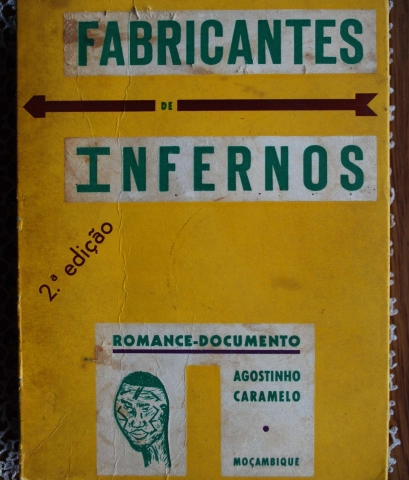 FABRICANTES
DE
INFERNOS
2.ª edição
ROMANCE-DOCUMENTO
AGOSTINHO
CARAMELO
•
MOÇAMBIQUE